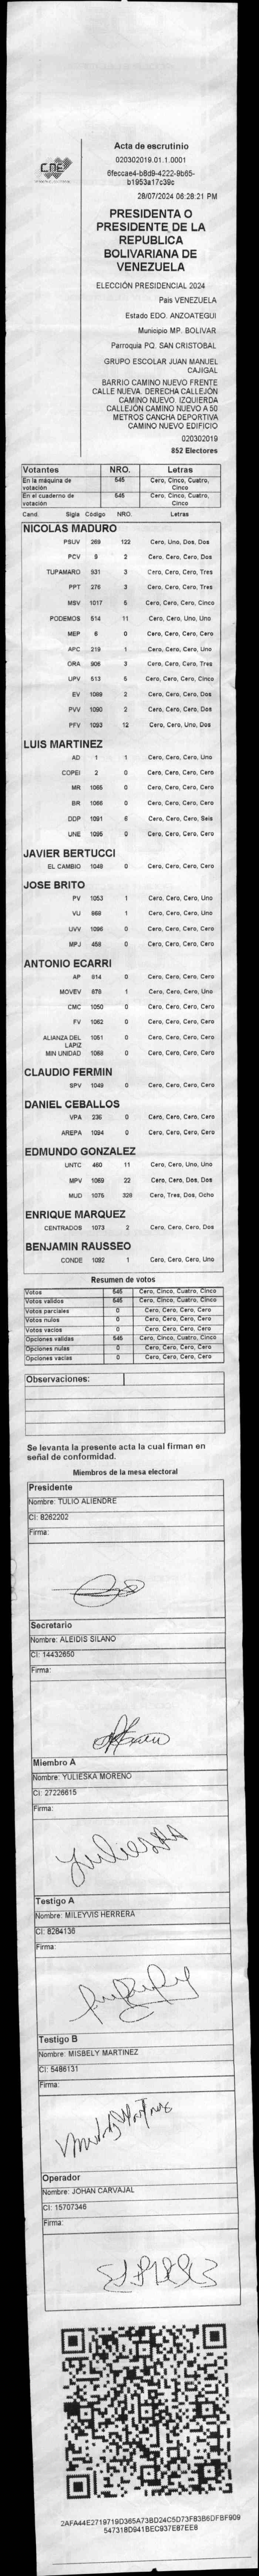 CNE
Acta de escrutinio
020302019.01.1.0001
6feccae4-b8d9-4222-9b65-
b1953a17c39c
28/07/2024 06:28:21 PM
PRESIDENTA O
PRESIDENTE DE LA
REPUBLICA
BOLIVARIANA DE
VENEZUELA
ELECCIÓN PRESIDENCIAL 2024
País VENEZUELA
Estado EDO. ANZOATEGUI
Municipio MP. BOLIVAR
Parroquia PQ. SAN CRISTOBAL
GRUPO ESCOLAR JUAN MANUEL
CAJIGAL
BARRIO CAMINO NUEVO FRENTE
CALLE NUEVA. DERECHA CALLEJÓN
CAMINO NUEVO. IZQUIERDA
CALLEJÓN CAMINO NUEVO A 50
METROS CANCHA DEPORTIVA
CAMINO NUEVO EDIFICIO
020302019
852 Electores
Votantes NRO. Letras
En la máquina de votación 545 Cero, Cinco, Cuatro, Cinco
En el cuaderno de votación 545 Cero, Cinco, Cuatro, Cinco
Cand. Sigla Código NRO. Letras
NICOLAS MADURO
PSUV 269 122 Cero, Uno, Dos, Dos
PCV 9 2 Cero, Cero, Cero, Dos
TUPAMARO 931 3 Cero, Cero, Cero, Tres
PPT 276 3 Cero, Cero, Cero, Tres
MSV 1017 5 Cero, Cero, Cero, Cinco
PODEMOS 514 11 Cero, Cero, Uno, Uno
MEP 6 0 Cero, Cero, Cero, Cero
APC 219 1 Cero, Cero, Cero, Uno
ORA 906 3 Cero, Cero, Cero, Tres
UPV 513 5 Cero, Cero, Cero, Cinco
EV 1089 2 Cero, Cero, Cero, Dos
PVV 1090 2 Cero, Cero, Cero, Dos
PFV 1093 12 Cero, Cero, Uno, Dos
LUIS MARTINEZ
AD 1 1 Cero, Cero, Cero, Uno
COPEI 2 0 Cero, Cero, Cero, Cero
MR 1065 0 Cero, Cero, Cero, Cero
BR 1066 0 Cero, Cero, Cero, Cero
DDP 1091 6 Cero, Cero, Cero, Seis
UNE 1095 0 Cero, Cero, Cero, Cero
JAVIER BERTUCCI
EL CAMBIO 1048 0 Cero, Cero, Cero, Cero
JOSE BRITO
PV 1053 1 Cero, Cero, Cero, Uno
VU 869 1 Cero, Cero, Cero, Uno
UVV 1096 0 Cero, Cero, Cero, Cero
MPJ 458 0 Cero, Cero, Cero, Cero
ANTONIO ECARRI
AP 814 0 Cero, Cero, Cero, Cero
MOVEV 878 1 Cero, Cero, Cero, Uno
CMC 1050 0 Cero, Cero, Cero, Cero
FV 1062 0 Cero, Cero, Cero, Cero
ALIANZA DEL LAPIZ 1051 0 Cero, Cero, Cero, Cero
MIN UNIDAD 1068 0 Cero, Cero, Cero, Cero
CLAUDIO FERMIN
SPV 1049 0 Cero, Cero, Cero, Cero
DANIEL CEBALLOS
VPA 236 0 Cero, Cero, Cero, Cero
AREPA 1094 0 Cero, Cero, Cero, Cero
EDMUNDO GONZALEZ
UNTC 460 11 Cero, Cero, Uno, Uno
MPV 1069 22 Cero, Cero, Dos, Dos
MUD 1075 328 Cero, Tres, Dos, Ocho
ENRIQUE MARQUEZ
CENTRADOS 1073 2 Cero, Cero, Cero, Dos
BENJAMIN RAUSSEO
CONDE 1092 1 Cero, Cero, Cero, Uno
Resumen de votos
Votos 545 Cero, Cinco, Cuatro, Cinco
Votos validos 545 Cero, Cinco, Cuatro, Cinco
Votos parciales 0 Cero, Cero, Cero, Cero
Votos nulos 0 Cero, Cero, Cero, Cero
Votos vacios 0 Cero, Cero, Cero, Cero
Opciones validas 545 Cero, Cinco, Cuatro, Cinco
Opciones nulas 0 Cero, Cero, Cero, Cero
Opciones vacias 0 Cero, Cero, Cero, Cero
Observaciones:
Se levanta la presente acta la cual firman en
señal de conformidad.
Miembros de la mesa electoral
Presidente
Nombre: TULIO ALIENDRE
CI: 8262202
Firma:
Secretario
Nombre: ALEIDIS SILANO
CI: 14432650
Firma:
Miembro A
Nombre: YULIESKA MORENO
CI: 27226615
Firma:
Testigo A
Nombre: MILEYVIS HERRERA
CI: 8284136
Firma:
Testigo B
Nombre: MISBELY MARTINEZ
CI: 5486131
Firma:
Operador
Nombre: JOHAN CARVAJAL
CI: 15707346
Firma:
2AFA44E2719719D365A73BD24C5D73F83B6DFBF909
547318D941BEC937E87EE8